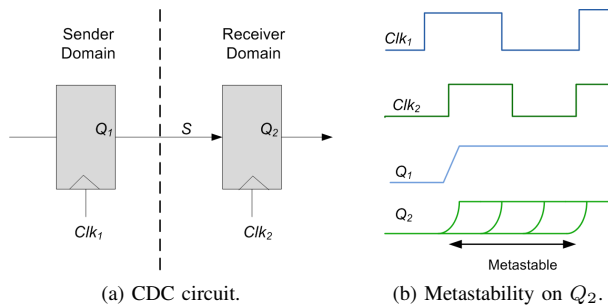 Sender
Domain
Receiver
Domain
Q₁
S
Q₂
Clk₁
Clk₂
(a) CDC circuit.
Clk₁
Clk₂
Q₁
Q₂
Metastable
(b) Metastability on Q₂.